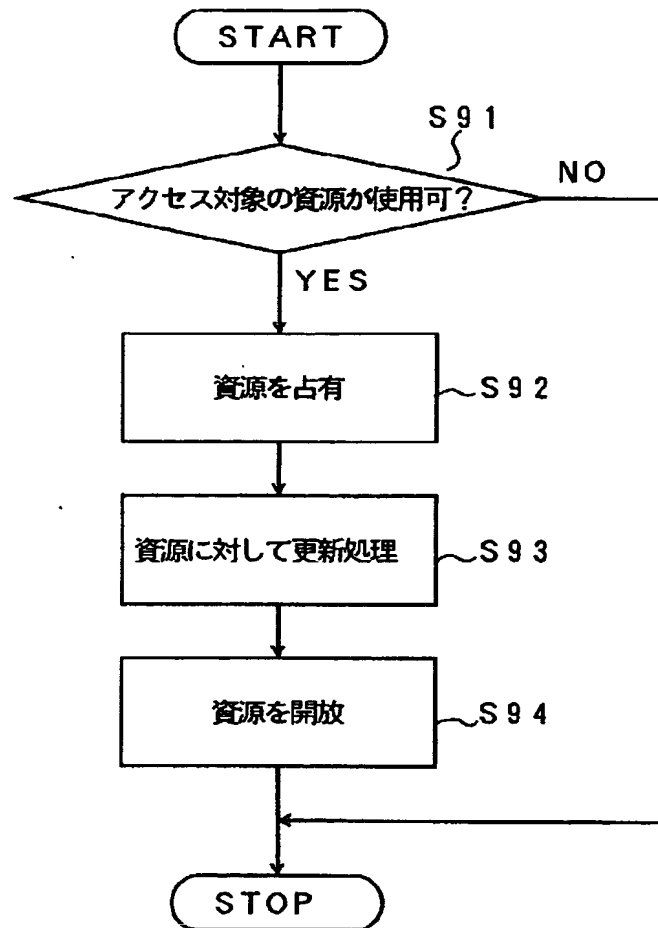 START
S91
アクセス対象の資源が使用可?
NO
YES
資源を占有
S92
資源に対して更新処理
S93
資源を開放
S94
STOP